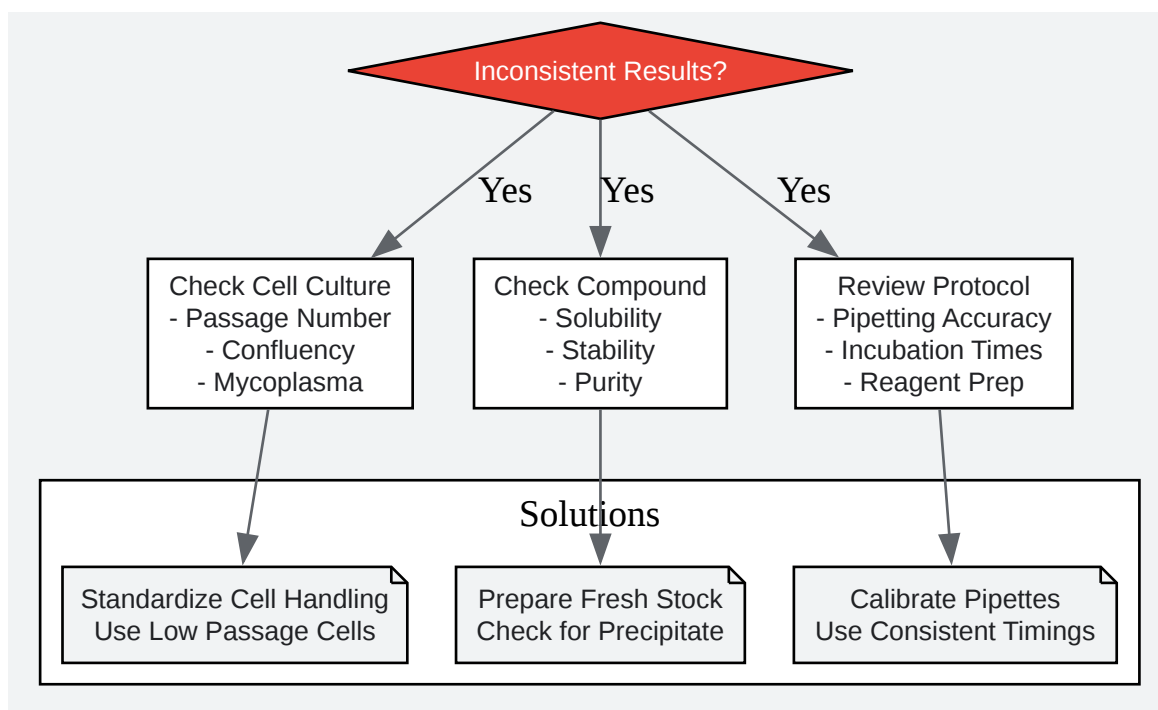 Inconsistent Results?
Yes
Yes
Yes
Check Cell Culture
- Passage Number
- Confluency
- Mycoplasma
Check Compound
- Solubility
- Stability
- Purity
Review Protocol
- Pipetting Accuracy
- Incubation Times
- Reagent Prep
Solutions
Standardize Cell Handling
Use Low Passage Cells
Prepare Fresh Stock
Check for Precipitate
Calibrate Pipettes
Use Consistent Timings